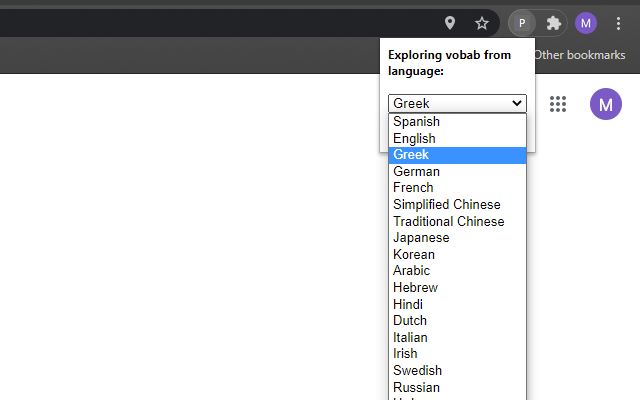 P
M
Other bookmarks
Exploring vobab from
language:
M
Greek
Spanish
English
Greek
German
French
Simplified Chinese
Traditional Chinese
Japanese
Korean
Arabic
Hebrew
Hindi
Dutch
Italian
Irish
Swedish
Russian